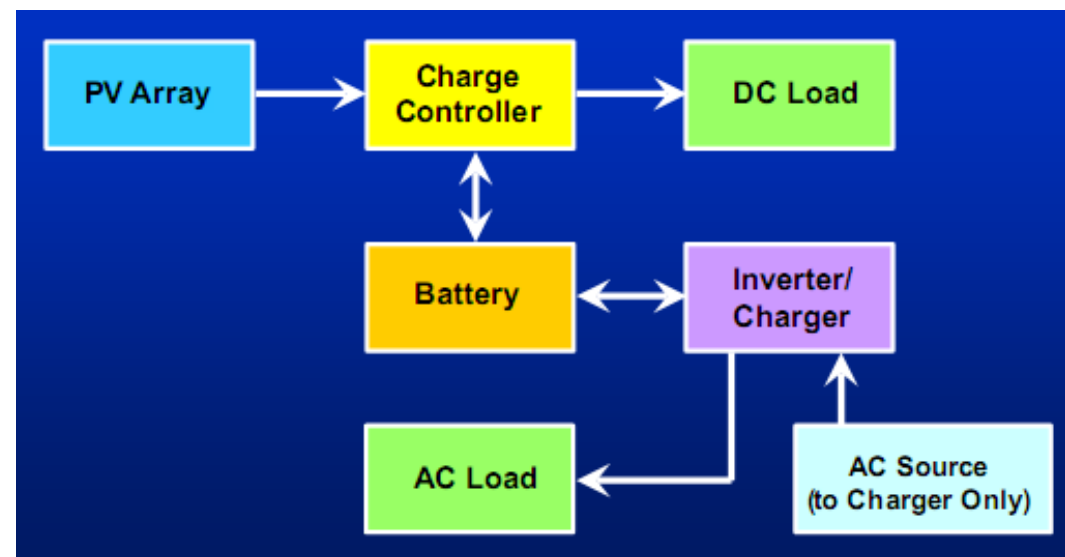 PV Array
Charge
Controller
DC Load
Battery
Inverter/
Charger
AC Load
AC Source
(to Charger Only)